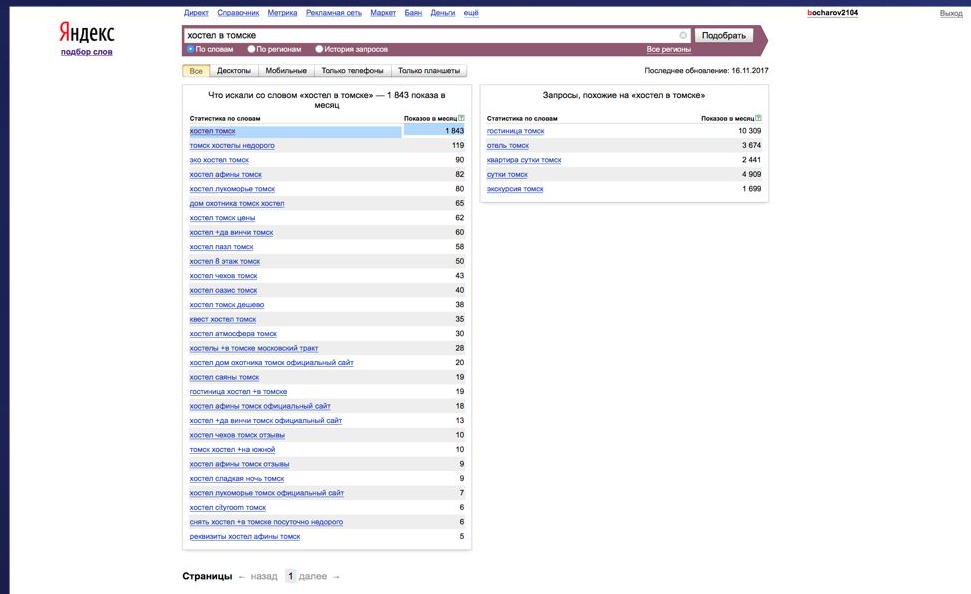 Директ Справочник Метрика Рекламная сеть Маркет Баян Деньги ещё
bocharov2104 Выход
Яндекс
подбор слов
хостел в томске
Подобрать
По словам По регионам История запросов Все регионы
Все Десктопы Мобильные Только телефоны Только планшеты
Последнее обновление: 16.11.2017
Что искали со словом «хостел в томске» — 1 843 показа в
месяц
Статистика по словам Показов в месяц ?
хостел томск 1 843
томск хостелы недорого 119
эко хостел томск 90
хостел афины томск 82
хостел лукоморье томск 80
дом охотника томск хостел 65
хостел томск цены 62
хостел +да винчи томск 60
хостел пазл томск 58
хостел 8 этаж томск 50
хостел чехов томск 43
хостел оазис томск 40
хостел томск дешево 38
квест хостел томск 35
хостел атмосфера томск 30
хостелы +в томске московский тракт 28
хостел дом охотника томск официальный сайт 20
хостел саяны томск 19
гостиница хостел +в томске 19
хостел афины томск официальный сайт 18
хостел +да винчи томск официальный сайт 13
хостел чехов томск отзывы 10
томск хостел +на южной 10
хостел афины томск отзывы 9
хостел сладкая ночь томск 9
хостел лукоморье томск официальный сайт 7
хостел cityroom томск 6
снять хостел +в томске посуточно недорого 6
реквизиты хостел афины томск 5
Запросы, похожие на «хостел в томске»
Статистика по словам Показов в месяц ?
гостиница томск 10 309
отель томск 3 674
квартира сутки томск 2 441
сутки томск 4 909
экскурсия томск 1 699
Страницы ← назад 1 далее →